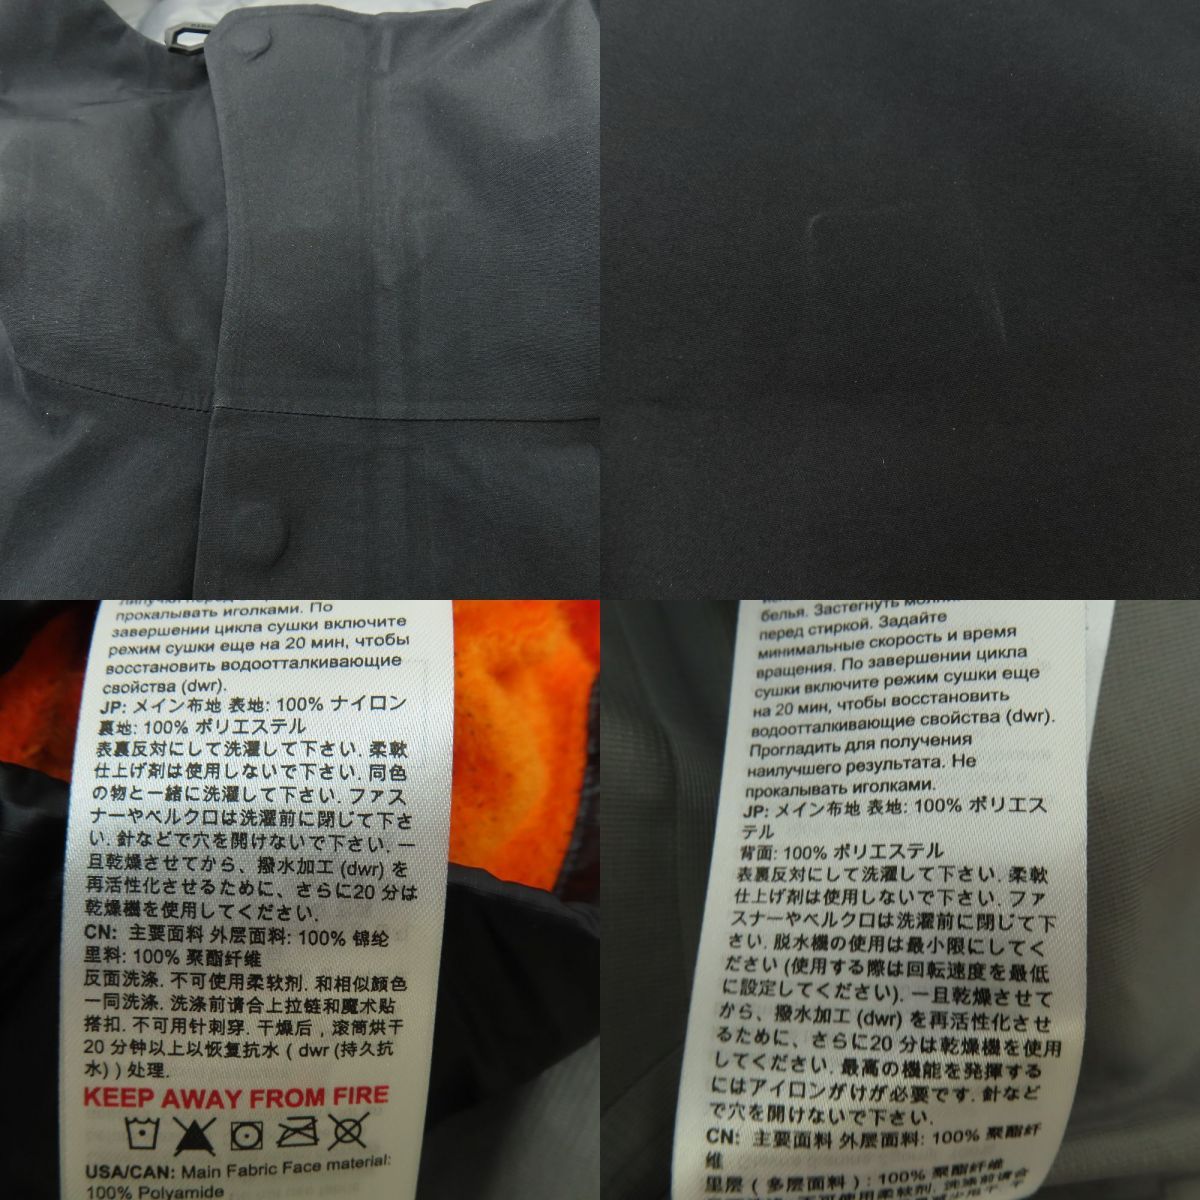 прокалывать иголками. По
завершении цикла сушки включите
режим сушки еще на 20 мин, чтобы
восстановить водоотталкивающие
свойства (dwr).
JP: メイン布地 表地: 100% ナイロン
裏地: 100% ポリエステル
表裏反対にして洗濯して下さい. 柔軟
仕上げ剤は使用しないで下さい. 同色
の物と一緒に洗濯して下さい. ファス
ナーやベルクロは洗濯前に閉じて下さ
い. 針などで穴を開けないで下さい. 一
旦乾燥させてから、撥水加工 (dwr) を
再活性化させるために、さらに20 分は
乾燥機を使用してください.
CN: 主要面料 外层面料: 100% 锦纶
里料: 100% 聚酯纤维
反面洗涤. 不可使用柔软剂. 和相似颜色
一同洗涤. 洗涤前请合上拉链和魔术贴
搭扣. 不可用针刺穿. 干燥后，滚筒烘干
20 分钟以上以恢复抗水 ( dwr (持久抗
水) ) 处理.
KEEP AWAY FROM FIRE
USA/CAN: Main Fabric Face material:
100% Polyamide
белья. Застегнуть
перед стиркой. Задайте
минимальные скорость и время
вращения. По завершении цикла
сушки включите режим сушки еще
на 20 мин, чтобы восстановить
водоотталкивающие свойства (dwr).
Прогладить для получения
наилучшего результата. Не
прокалывать иголками.
JP: メイン布地 表地: 100% ポリエス
テル
背面: 100% ポリエステル
表裏反対にして洗濯して下さい. 柔軟
仕上げ剤は使用しないで下さい. ファ
スナーやベルクロは洗濯前に閉じて下
さい. 脱水機の使用は最小限にしてく
ださい (使用する際は回転速度を最低
に設定してください). 一旦乾燥させて
から、撥水加工 (dwr) を再活性化させ
るために、さらに20 分は乾燥機を使用
してください. 最高の機能を発揮する
にはアイロンがけが必要です. 針など
で穴を開けないで下さい.
CN: 主要面料 外层面料: 100% 聚酯纤
维
里层 ( 多层面料 ) : 100% 聚酯纤维